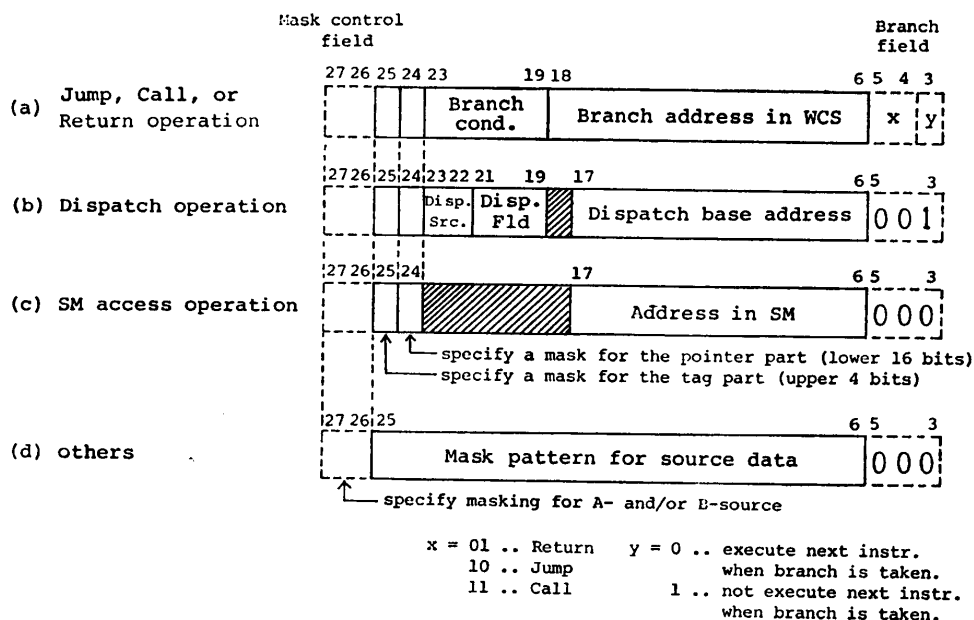 Mask control Branch
field field
27 26 25 24 23 19 18 6 5 4 3
(a) Jump, Call, or Return operation Branch cond. Branch address in WCS x y
27 26 25 24 23 22 21 19 17 6 5 3
(b) Dispatch operation Disp. Src. Disp. Fld Dispatch base address 0 0 1
27 26 25 24 17 6 5 3
(c) SM access operation Address in SM 0 0 0
specify a mask for the pointer part (lower 16 bits)
specify a mask for the tag part (upper 4 bits)
27 26 25 6 5 3
(d) others Mask pattern for source data 0 0 0
specify masking for A- and/or B-source
x = 01 .. Return y = 0 .. execute next instr.
10 .. Jump when branch is taken.
11 .. Call 1 .. not execute next instr.
when branch is taken.